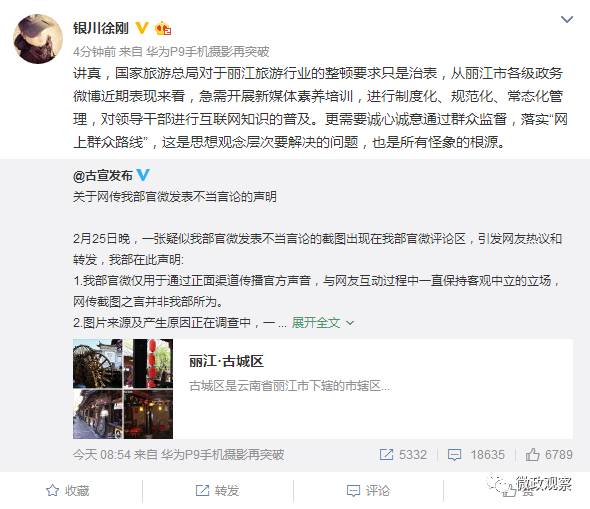 银川徐刚
4分钟前 来自 华为P9手机摄影再突破
讲真，国家旅游总局对于丽江旅游行业的整顿要求只是治表，从丽江市各级政务
微博近期表现来看，急需开展新媒体素养培训，进行制度化、规范化、常态化管
理，对领导干部进行互联网知识的普及。更需要诚心诚意通过群众监督，落实“网
上群众路线”，这是思想观念层次要解决的问题，也是所有怪象的根源。
@古宣发布
关于网传我部官微发表不当言论的声明
2月25日晚，一张疑似我部官微发表不当言论的截图出现在我部官微评论区，引发网友热议和
转发，我部在此声明：
1.我部官微仅用于通过正面渠道传播官方声音，与网友互动过程中一直保持客观中立的立场，
网传截图之言并非我部所为。
2.图片来源及产生原因正在调查中，一 ... 展开全文
丽江·古城区
古城区是云南省丽江市下辖的市辖区...
今天 08:54 来自 华为P9手机摄影再突破 5332 18635 6789
收藏 转发 评论 赞
微政观察